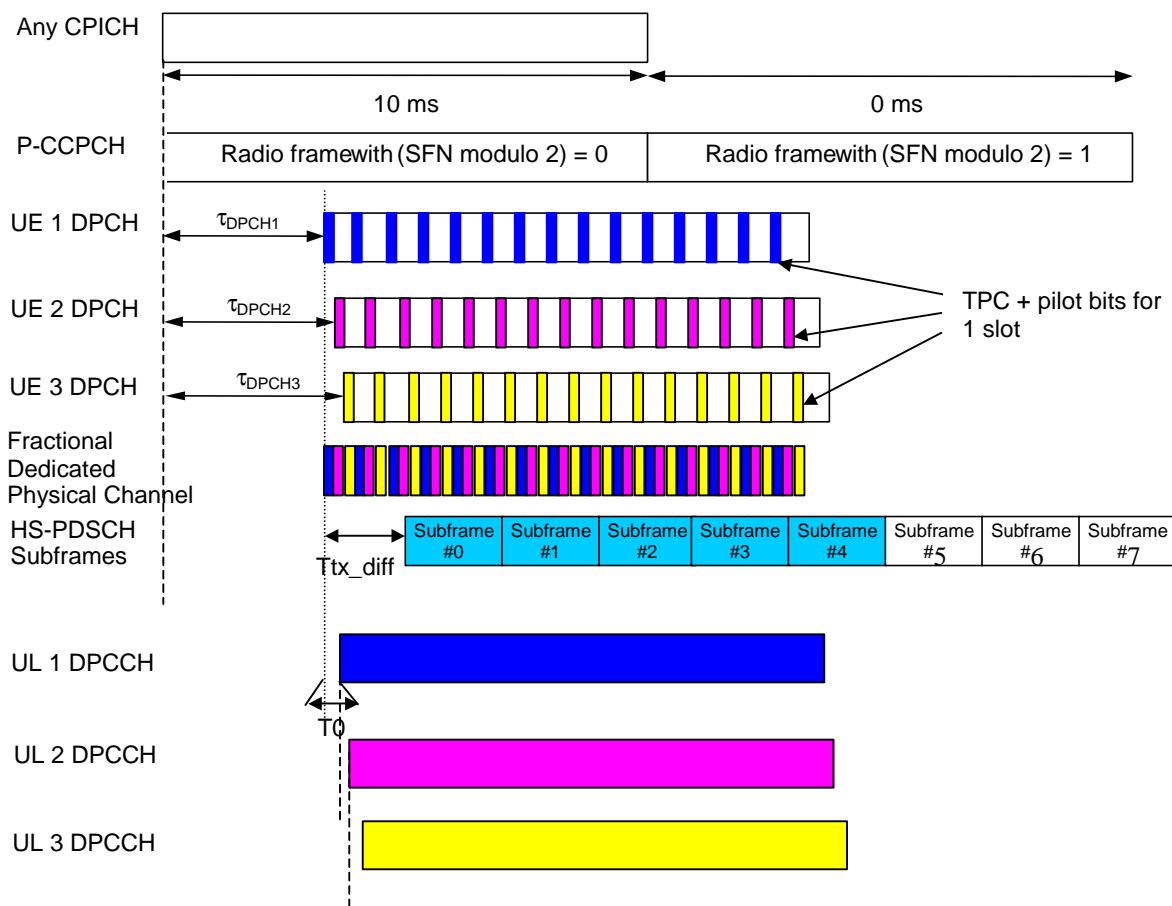 Any CPICH
10 ms
0 ms
P-CCPCH
Radio framewith (SFN modulo 2) = 0
Radio framewith (SFN modulo 2) = 1
UE 1 DPCH
τDPCH1
UE 2 DPCH
τDPCH2
TPC + pilot bits for
1 slot
UE 3 DPCH
τDPCH3
Fractional
Dedicated
Physical Channel
HS-PDSCH
Subframes
Subframe
#0
Subframe
#1
Subframe
#2
Subframe
#3
Subframe
#4
Subframe
#5
Subframe
#6
Subframe
#7
Ttx_diff
UL 1 DPCCH
T0
UL 2 DPCCH
UL 3 DPCCH